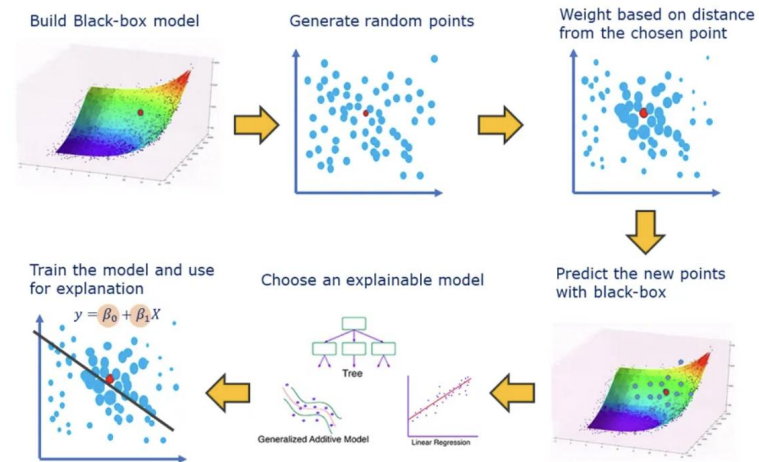 Build Black-box model
Generate random points
Weight based on distance
from the chosen point
Predict the new points
with black-box
Choose an explainable model
Tree
Generalized Additive Model
Linear Regression
Train the model and use
for explanation
y = β₀ + β₁X